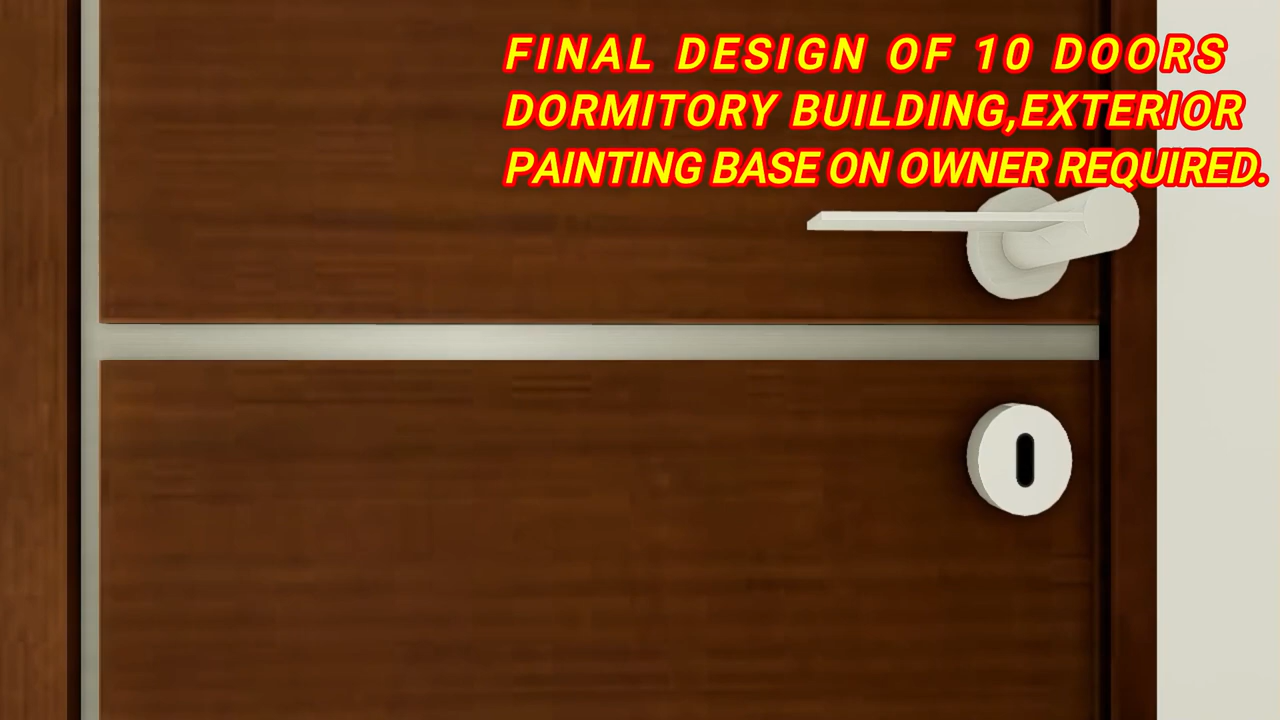 FINAL DESIGN OF 10 DOORS
DORMITORY BUILDING,EXTERIOR
PAINTING BASE ON OWNER REQUIRED.